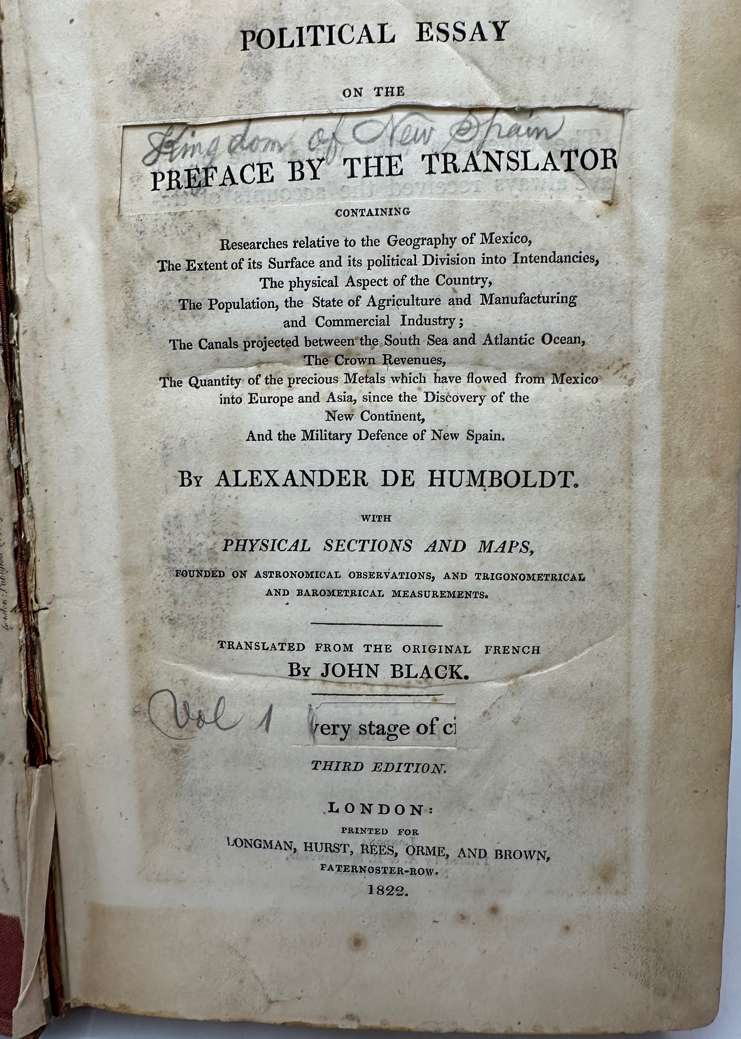 POLITICAL ESSAY
ON THE
Kingdom of New Spain
PREFACE BY THE TRANSLATOR
CONTAINING
Researches relative to the Geography of Mexico,
The Extent of its Surface and its political Division into Intendancies,
The physical Aspect of the Country,
The Population, the State of Agriculture and Manufacturing
and Commercial Industry;
The Canals projected between the South Sea and Atlantic Ocean,
The Crown Revenues,
The Quantity of the precious Metals which have flowed from Mexico
into Europe and Asia, since the Discovery of the
New Continent,
And the Military Defence of New Spain.
By ALEXANDER DE HUMBOLDT.
WITH
PHYSICAL SECTIONS AND MAPS,
FOUNDED ON ASTRONOMICAL OBSERVATIONS, AND TRIGONOMETRICAL
AND BAROMETRICAL MEASUREMENTS.
TRANSLATED FROM THE ORIGINAL FRENCH
By JOHN BLACK.
Vol 1
very stage of ci
THIRD EDITION.
LONDON:
PRINTED FOR
LONGMAN, HURST, REES, ORME, AND BROWN,
PATERNOSTER-ROW.
1822.